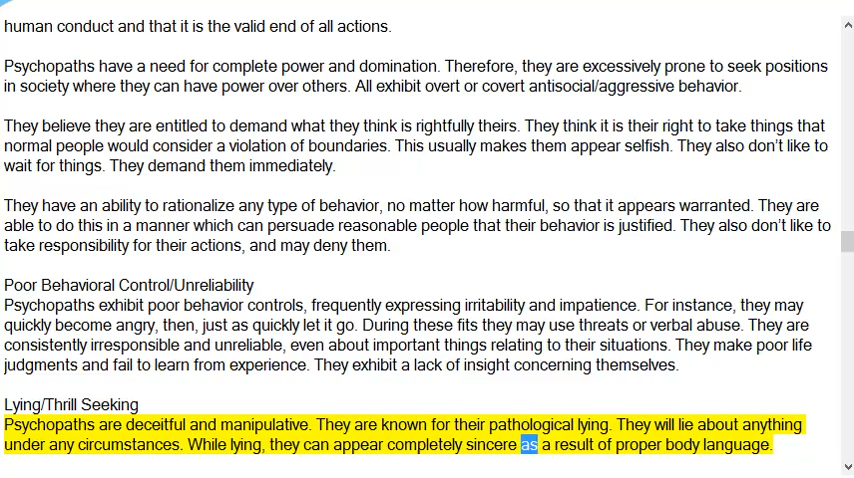 human conduct and that it is the valid end of all actions.
Psychopaths have a need for complete power and domination. Therefore, they are excessively prone to seek positions
in society where they can have power over others. All exhibit overt or covert antisocial/aggressive behavior.
They believe they are entitled to demand what they think is rightfully theirs. They think it is their right to take things that
normal people would consider a violation of boundaries. This usually makes them appear selfish. They also don't like to
wait for things. They demand them immediately.
They have an ability to rationalize any type of behavior, no matter how harmful, so that it appears warranted. They are
able to do this in a manner which can persuade reasonable people that their behavior is justified. They also don't like to
take responsibility for their actions, and may deny them.
Poor Behavioral Control/Unreliability
Psychopaths exhibit poor behavior controls, frequently expressing irritability and impatience. For instance, they may
quickly become angry, then, just as quickly let it go. During these fits they may use threats or verbal abuse. They are
consistently irresponsible and unreliable, even about important things relating to their situations. They make poor life
judgments and fail to learn from experience. They exhibit a lack of insight concerning themselves.
Lying/Thrill Seeking
Psychopaths are deceitful and manipulative. They are known for their pathological lying. They will lie about anything
under any circumstances. While lying, they can appear completely sincere as a result of proper body language.